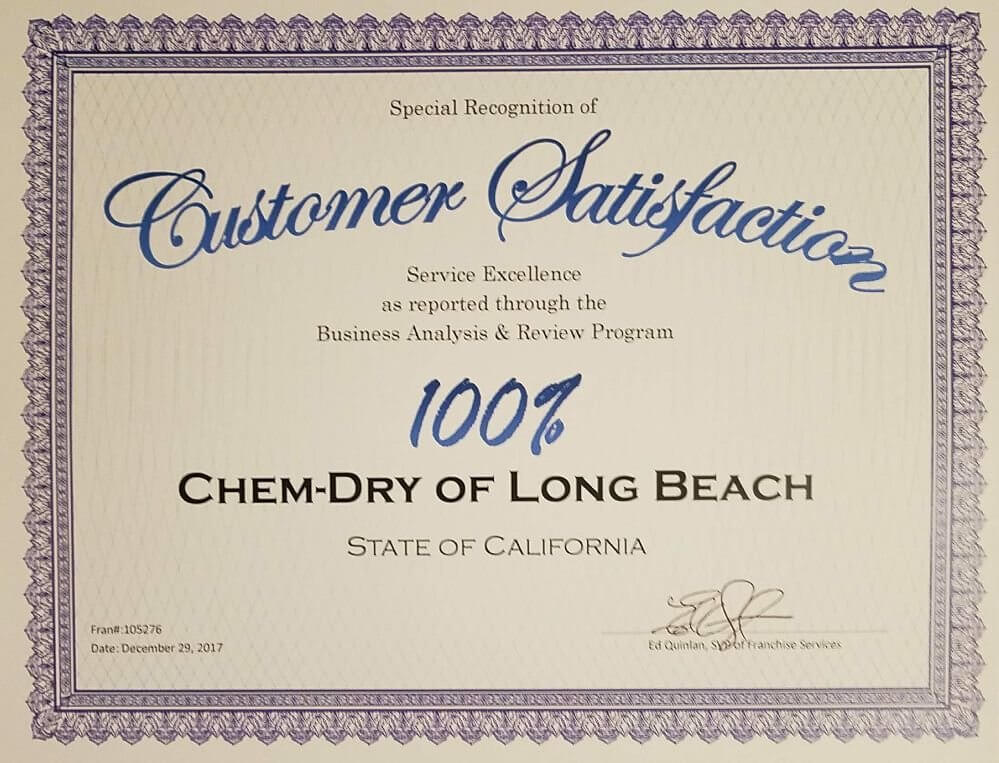 Special Recognition of
Customer Satisfaction
Service Excellence
as reported through the
Business Analysis & Review Program
100%
CHEM-DRY OF LONG BEACH
STATE OF CALIFORNIA
Fran#:105276
Date: December 29, 2017
Ed Quinlan, SVP of Franchise Services